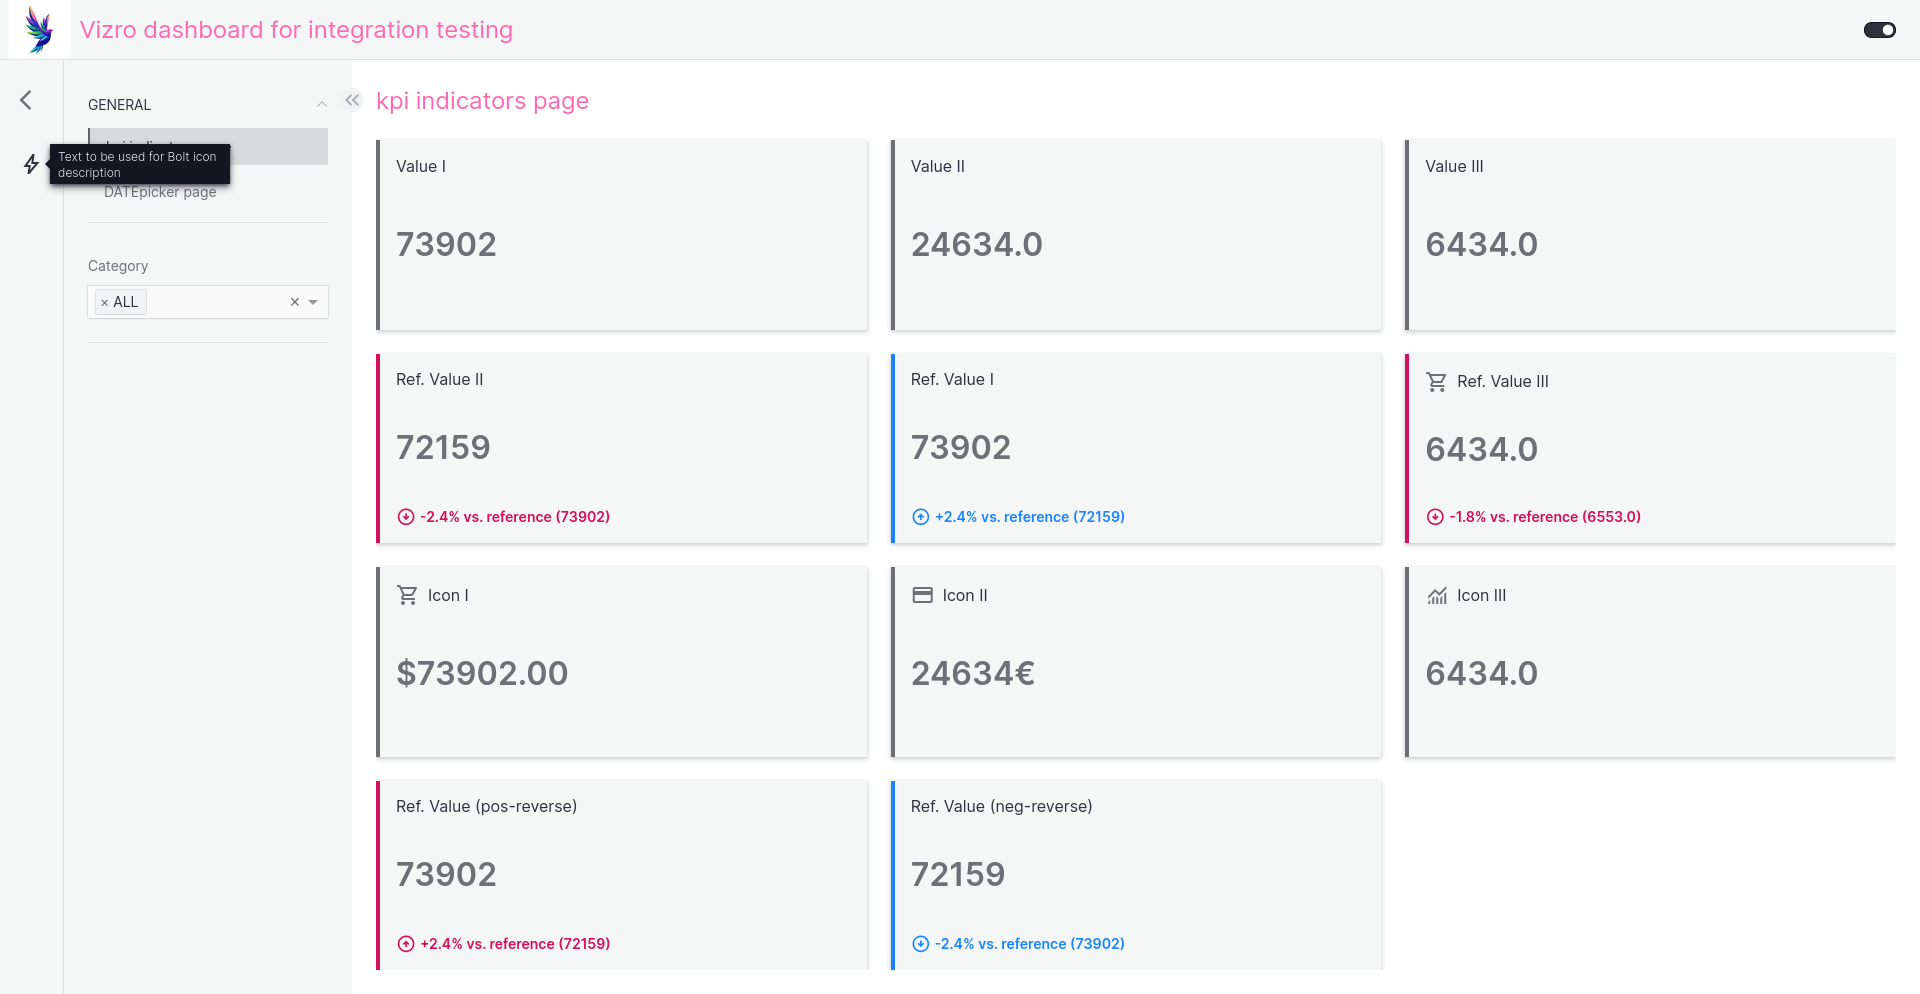 Vizro dashboard for integration testing
GENERAL
Text to be used for Bolt icon
description
DATEpicker page
Category
× ALL
kpi indicators page
Value I
73902
Value II
24634.0
Value III
6434.0
Ref. Value II
72159
-2.4% vs. reference (73902)
Ref. Value I
73902
+2.4% vs. reference (72159)
Ref. Value III
6434.0
-1.8% vs. reference (6553.0)
Icon I
$73902.00
Icon II
24634€
Icon III
6434.0
Ref. Value (pos-reverse)
73902
+2.4% vs. reference (72159)
Ref. Value (neg-reverse)
72159
-2.4% vs. reference (73902)